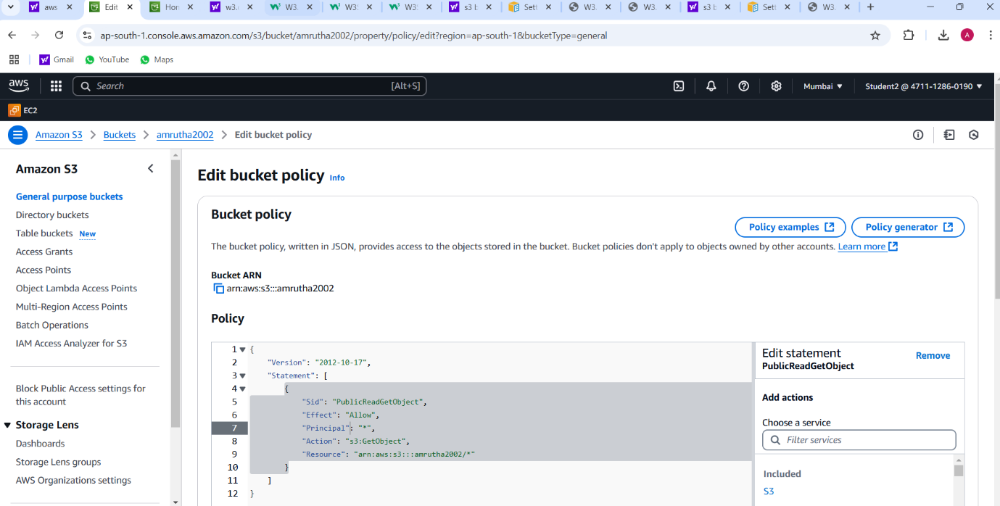 aws
Edit
Hon
w3.
W3
W3
W3
s3 b
Sett
W3.
W3.
s3 b
Sett
W3
ap-south-1.console.aws.amazon.com/s3/bucket/amrutha2002/property/policy/edit?region=ap-south-1&bucketType=general
A
Gmail YouTube Maps
aws Search [Alt+S] Mumbai Student2 @ 4711-1286-0190
EC2
Amazon S3 > Buckets > amrutha2002 > Edit bucket policy
Amazon S3
General purpose buckets
Directory buckets
Table buckets New
Access Grants
Access Points
Object Lambda Access Points
Multi-Region Access Points
Batch Operations
IAM Access Analyzer for S3
Block Public Access settings for
this account
Storage Lens
Dashboards
Storage Lens groups
AWS Organizations settings
Edit bucket policy Info
Bucket policy
Policy examples
Policy generator
The bucket policy, written in JSON, provides access to the objects stored in the bucket. Bucket policies don't apply to objects owned by other accounts. Learn more
Bucket ARN
arn:aws:s3:::amrutha2002
Policy
1 {
2 "Version": "2012-10-17",
3 "Statement": [
4 {
5 "Sid": "PublicReadGetObject",
6 "Effect": "Allow",
7 "Principal": "*",
8 "Action": "s3:GetObject",
9 "Resource": "arn:aws:s3:::amrutha2002/*"
10 }
11 ]
12 }
Edit statement Remove
PublicReadGetObject
Add actions
Choose a service
Filter services
Included
S3